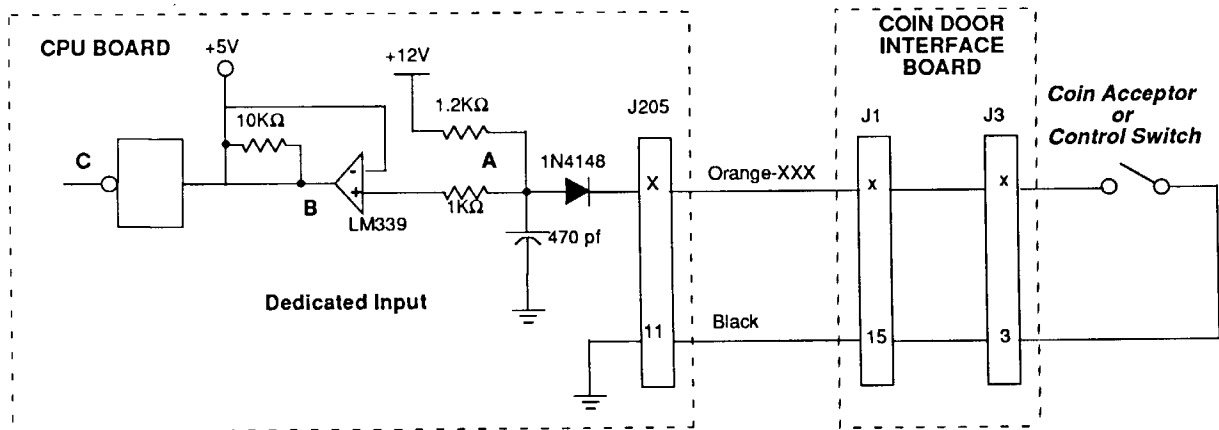 CPU BOARD
+5V
+12V
COIN DOOR
INTERFACE
BOARD
10KΩ
1.2KΩ
J205
J1
J3
Coin Acceptor
or
Control Switch
C
A
1N4148
-
+
X
Orange-XXX
x
x
B
LM339
1KΩ
470 pf
Dedicated Input
11
Black
15
3